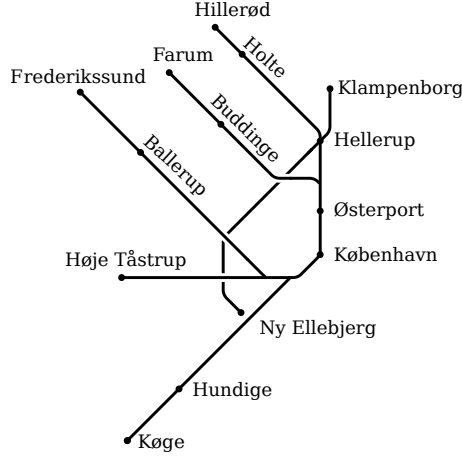 Hillerød
Holte
Farum
Frederikssund
Klampenborg
Buddinge
Hellerup
Ballerup
Østerport
København
Høje Tåstrup
Ny Ellebjerg
Hundige
Køge